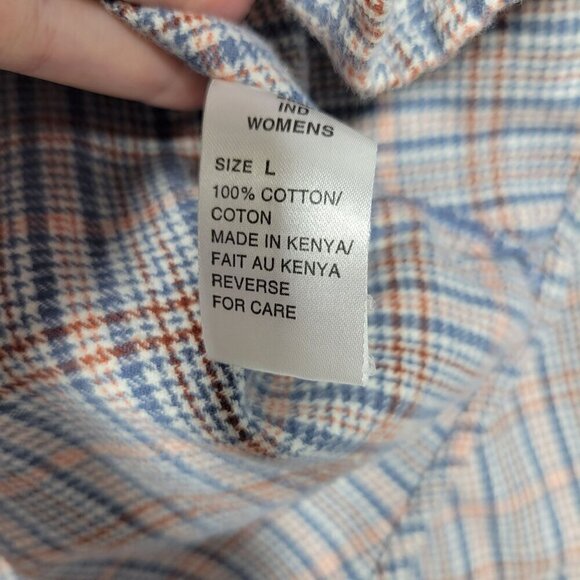 IND
WOMENS
SIZE L
100% COTTON/
COTON
MADE IN KENYA/
FAIT AU KENYA
REVERSE
FOR CARE